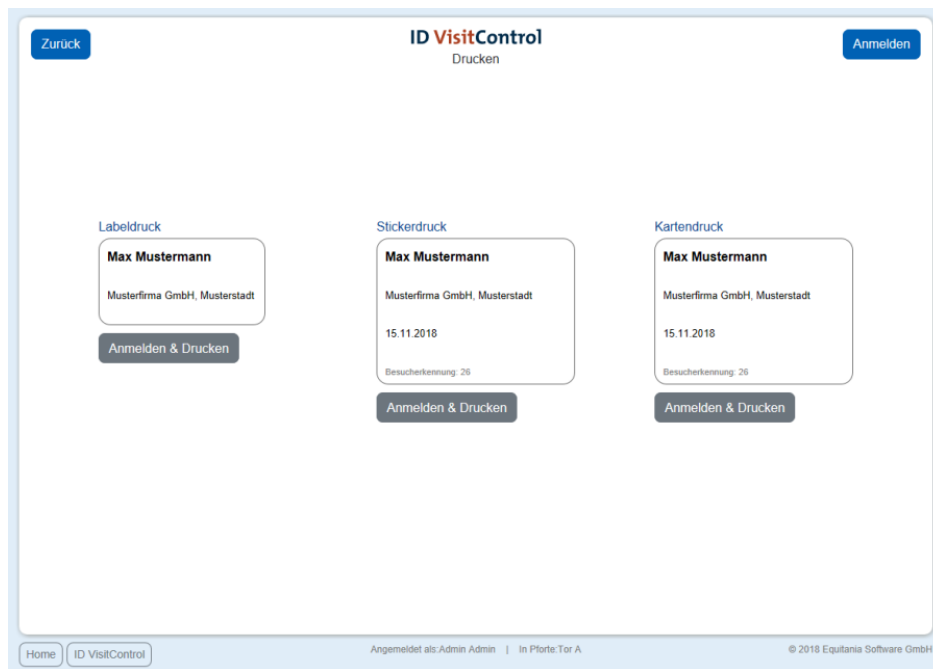 Zurück
ID VisitControl
Anmelden
Drucken
Labeldruck
Max Mustermann
Musterfirma GmbH, Musterstadt
Anmelden & Drucken
Stickerdruck
Max Mustermann
Musterfirma GmbH, Musterstadt
15.11.2018
Besucherkennung: 26
Anmelden & Drucken
Kartendruck
Max Mustermann
Musterfirma GmbH, Musterstadt
15.11.2018
Besucherkennung: 26
Anmelden & Drucken
Home
ID VisitControl
Angemeldet als:Admin Admin | In Pforte:Tor A
© 2018 Equitania Software GmbH